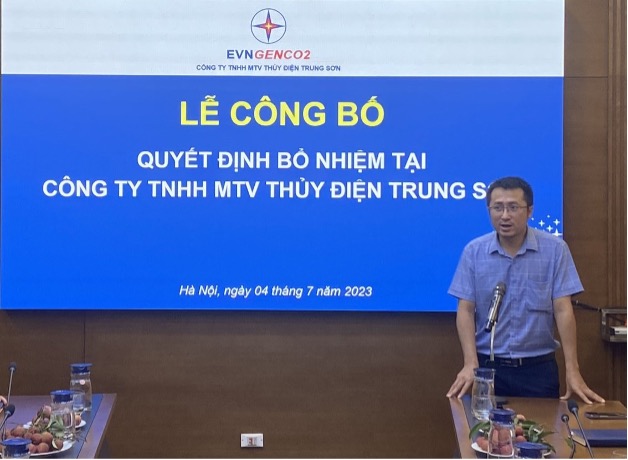 EVNGENCO2
CÔNG TY TNHH MTV THỦY ĐIỆN TRUNG SƠN
LỄ CÔNG BỐ
QUYẾT ĐỊNH BỔ NHIỆM TẠI
CÔNG TY TNHH MTV THỦY ĐIỆN TRUNG
Hà Nội, ngày 04 tháng 7 năm 2023